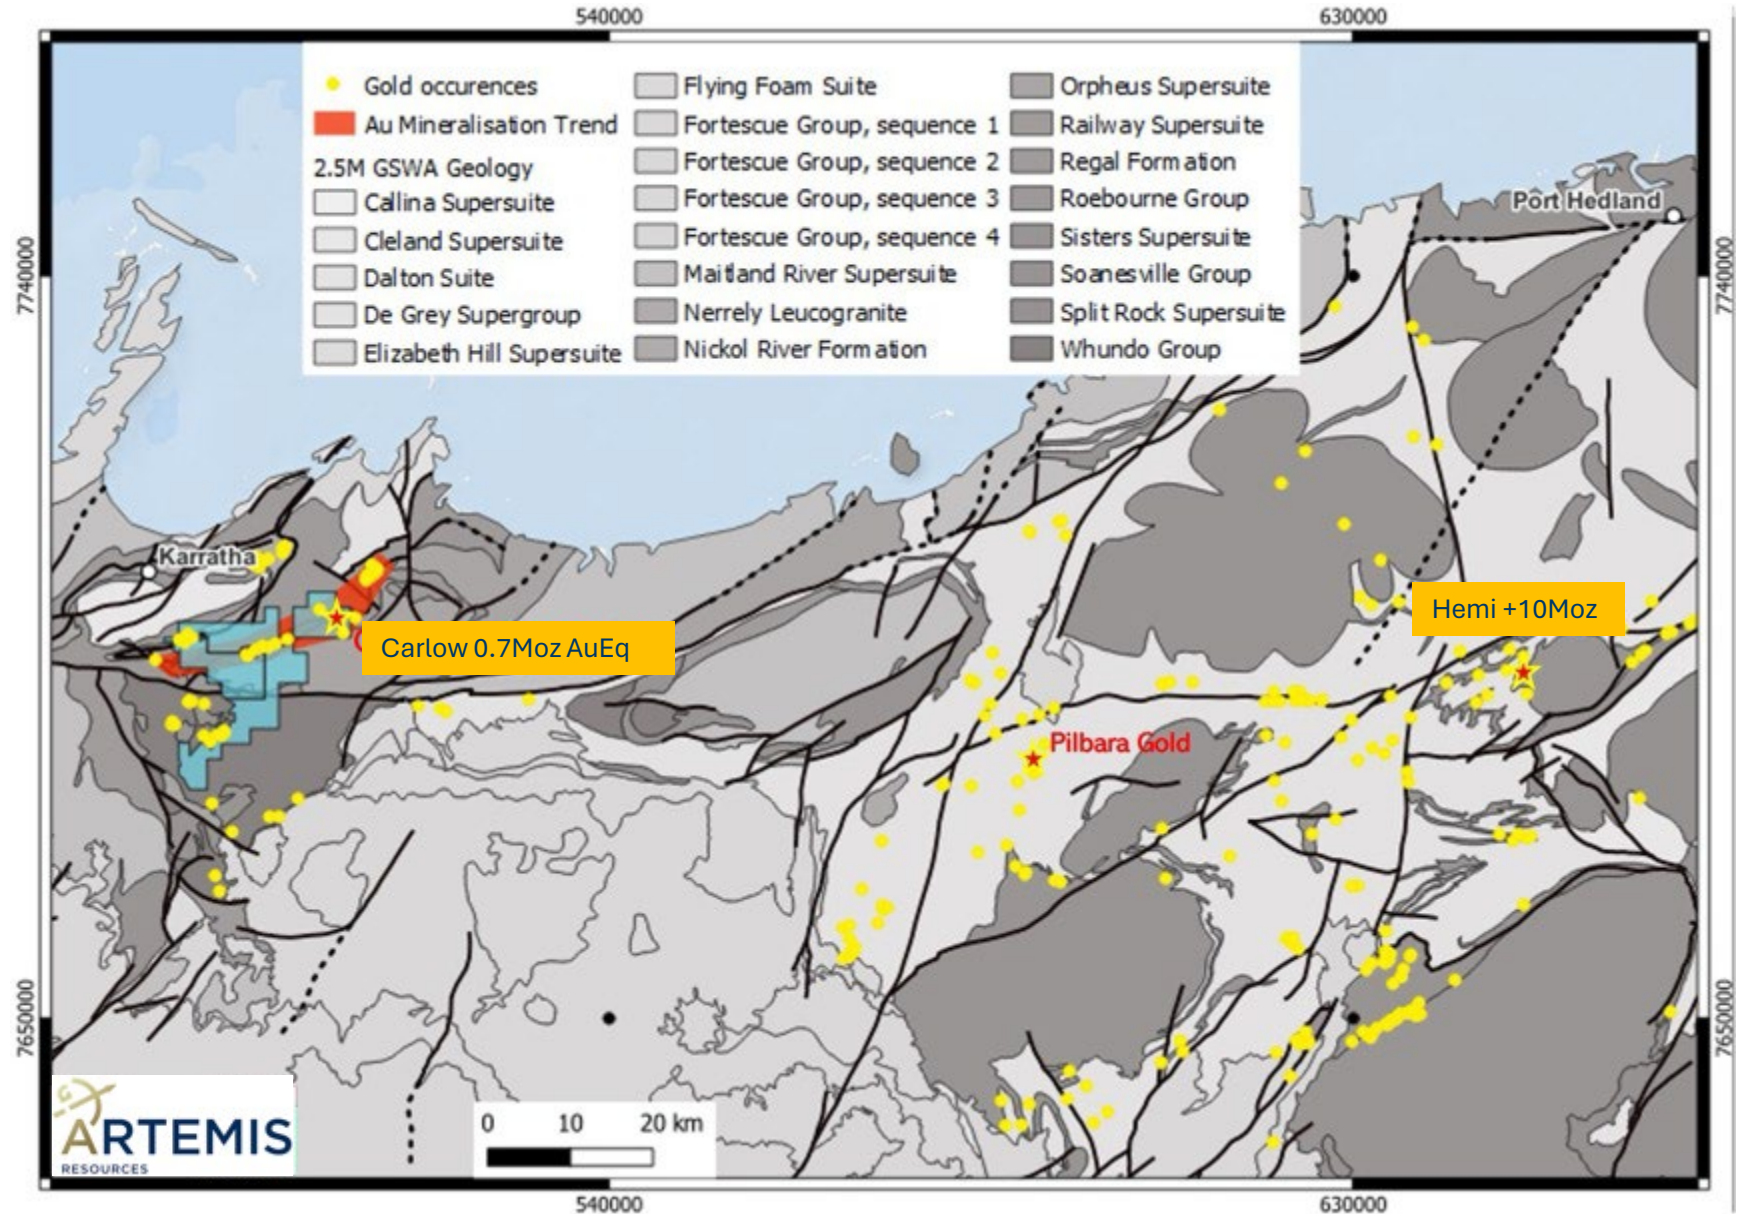 540000
630000
Gold occurences
Au Mineralisation Trend
2.5M GSWA Geology
Callina Supersuite
Cleland Supersuite
Dalton Suite
De Grey Supergroup
Elizabeth Hill Supersuite
Flying Foam Suite
Fortescue Group, sequence 1
Fortescue Group, sequence 2
Fortescue Group, sequence 3
Fortescue Group, sequence 4
Maitland River Supersuite
Nerrely Leucogranite
Nickol River Formation
Orpheus Supersuite
Railway Supersuite
Regal Formation
Roebourne Group
Sisters Supersuite
Soanesville Group
Split Rock Supersuite
Whundo Group
Port Hedland
7740000
7740000
Karratha
Hemi +10Moz
Carlow 0.7Moz AuEq
Pilbara Gold
7650000
7650000
ARTEMIS
RESOURCES
0 10 20 km
540000
630000